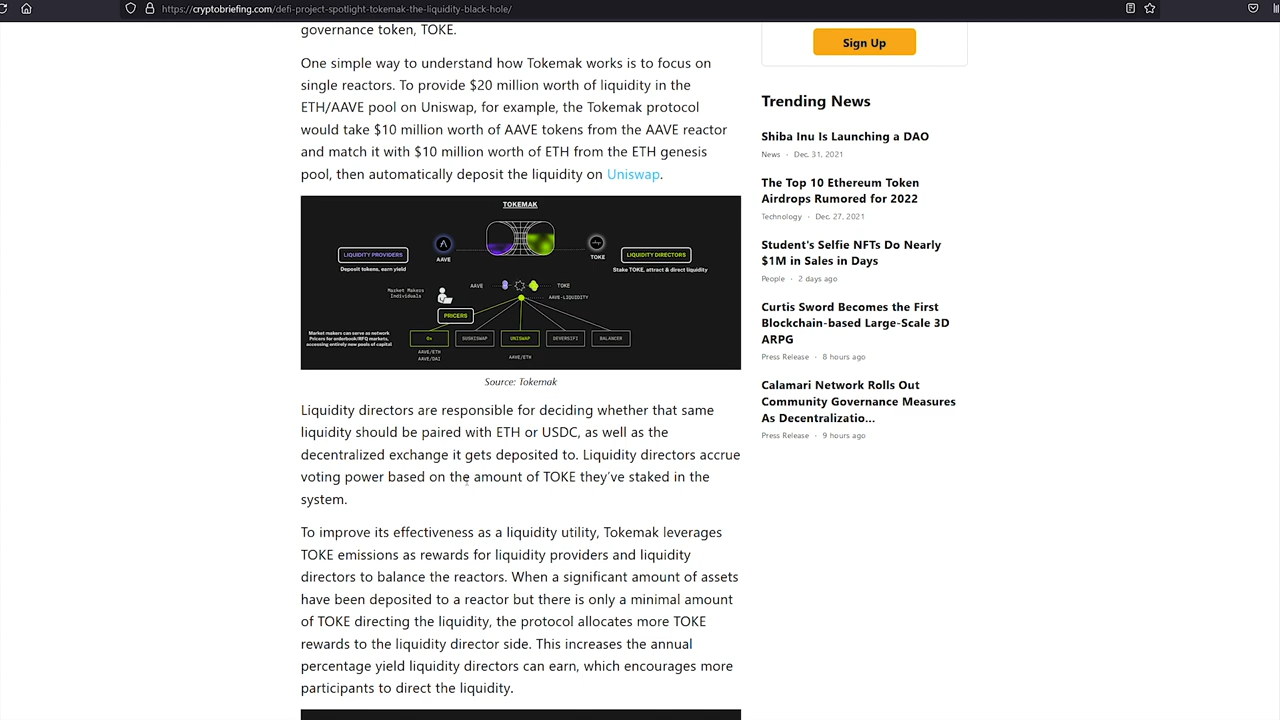 https://cryptobriefing.com/defi-project-spotlight-tokemak-the-liquidity-black-hole/
governance token, TOKE.
One simple way to understand how Tokemak works is to focus on
single reactors. To provide $20 million worth of liquidity in the
ETH/AAVE pool on Uniswap, for example, the Tokemak protocol
would take $10 million worth of AAVE tokens from the AAVE reactor
and match it with $10 million worth of ETH from the ETH genesis
pool, then automatically deposit the liquidity on Uniswap.
TOKEMAK
LIQUIDITY PROVIDERS
Deposit tokens, earn yield
AAVE
TOKE
LIQUIDITY DIRECTORS
Stake TOKE, attract & direct liquidity
AAVE
TOKE
Market Makers
Individuals
AAVE-LIQUIDITY
PRICERS
Market makers can serve as network
Pricers for orderbook/RFQ markets,
accessing entirely new pools of capital
0x
SUSHISWAP
UNISWAP
DEVERSIFI
BALANCER
AAVE/ETH
AAVE/DAI
AAVE/ETH
Source: Tokemak
Liquidity directors are responsible for deciding whether that same
liquidity should be paired with ETH or USDC, as well as the
decentralized exchange it gets deposited to. Liquidity directors accrue
voting power based on the amount of TOKE they've staked in the
system.
To improve its effectiveness as a liquidity utility, Tokemak leverages
TOKE emissions as rewards for liquidity providers and liquidity
directors to balance the reactors. When a significant amount of assets
have been deposited to a reactor but there is only a minimal amount
of TOKE directing the liquidity, the protocol allocates more TOKE
rewards to the liquidity director side. This increases the annual
percentage yield liquidity directors can earn, which encourages more
participants to direct the liquidity.
Sign Up
Trending News
Shiba Inu Is Launching a DAO
News · Dec. 31, 2021
The Top 10 Ethereum Token
Airdrops Rumored for 2022
Technology · Dec. 27, 2021
Student's Selfie NFTs Do Nearly
$1M in Sales in Days
People · 2 days ago
Curtis Sword Becomes the First
Blockchain-based Large-Scale 3D
ARPG
Press Release · 8 hours ago
Calamari Network Rolls Out
Community Governance Measures
As Decentralizatio...
Press Release · 9 hours ago